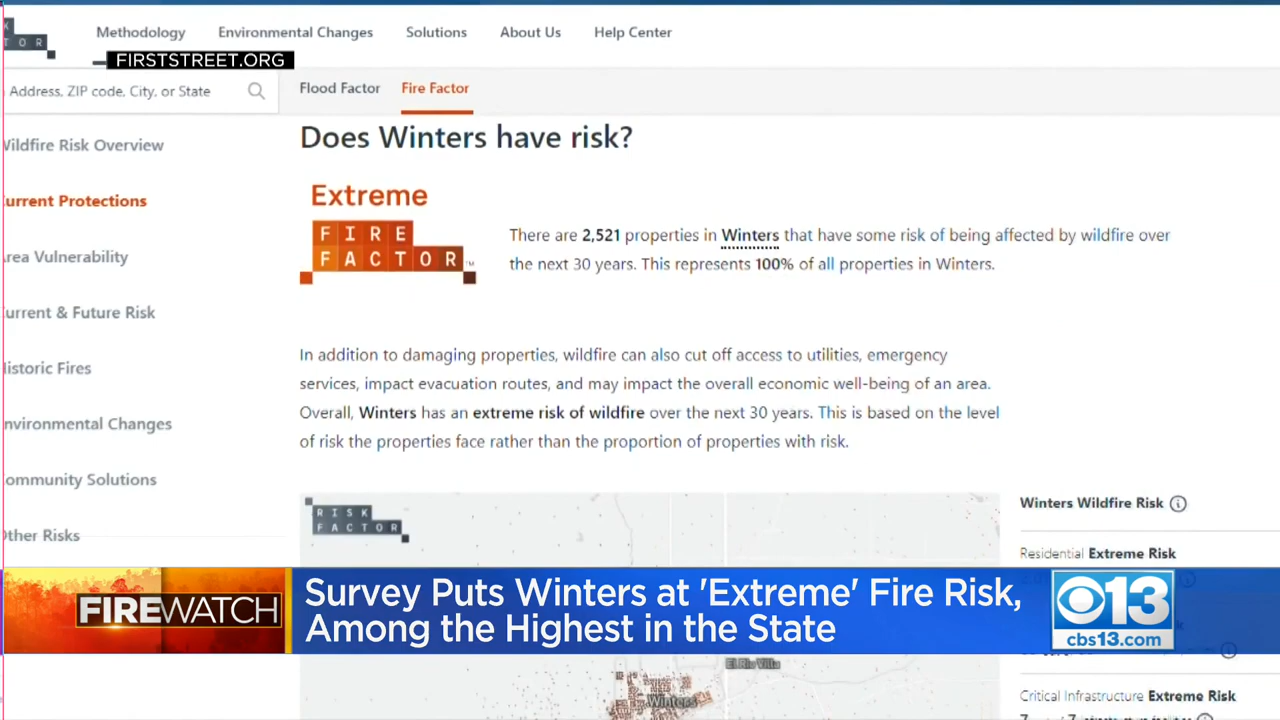 K
TOR
Methodology
Environmental Changes
Solutions
About Us
Help Center
FIRSTSTREET.ORG
Address, ZIP code, City, or State
Flood Factor
Fire Factor
Wildfire Risk Overview
urrent Protections
rea Vulnerability
urrent & Future Risk
istoric Fires
nvironmental Changes
ommunity Solutions
Other Risks
Does Winters have risk?
Extreme
FIRE
FACTOR™
There are 2,521 properties in Winters that have some risk of being affected by wildfire over
the next 30 years. This represents 100% of all properties in Winters.
In addition to damaging properties, wildfire can also cut off access to utilities, emergency
services, impact evacuation routes, and may impact the overall economic well-being of an area.
Overall, Winters has an extreme risk of wildfire over the next 30 years. This is based on the level
of risk the properties face rather than the proportion of properties with risk.
RISK
FACTOR
Winters Wildfire Risk
Residential Extreme Risk
FIREWATCH
Survey Puts Winters at 'Extreme' Fire Risk,
Among the Highest in the State
CBS 13
cbs13.com
El Rio Villa
Winters
Critical Infrastructure Extreme Risk